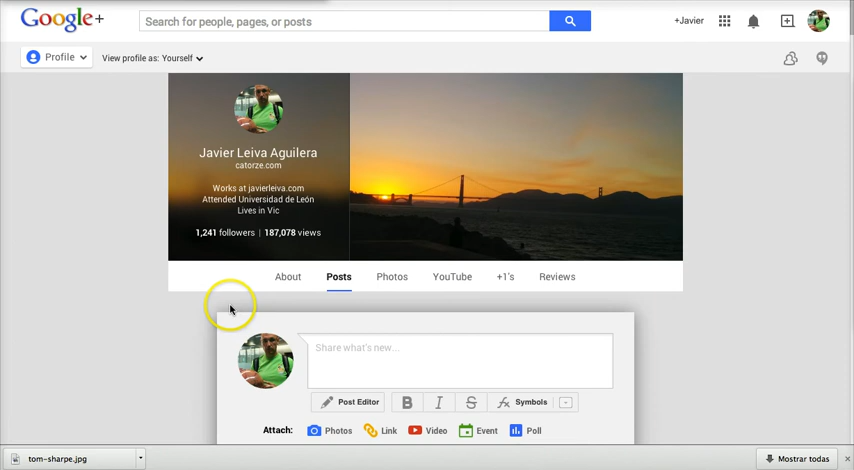 Google+
Search for people, pages, or posts
+Javier
Profile
View profile as: Yourself
Javier Leiva Aguilera
catorze.com
Works at javierleiva.com
Attended Universidad de León
Lives in Vic
1,241 followers | 187,078 views
About Posts Photos YouTube +1's Reviews
Share what's new...
Post Editor B I S fx Symbols
Attach: Photos Link Video Event Poll
tom-sharpe.jpg
Mostrar todas